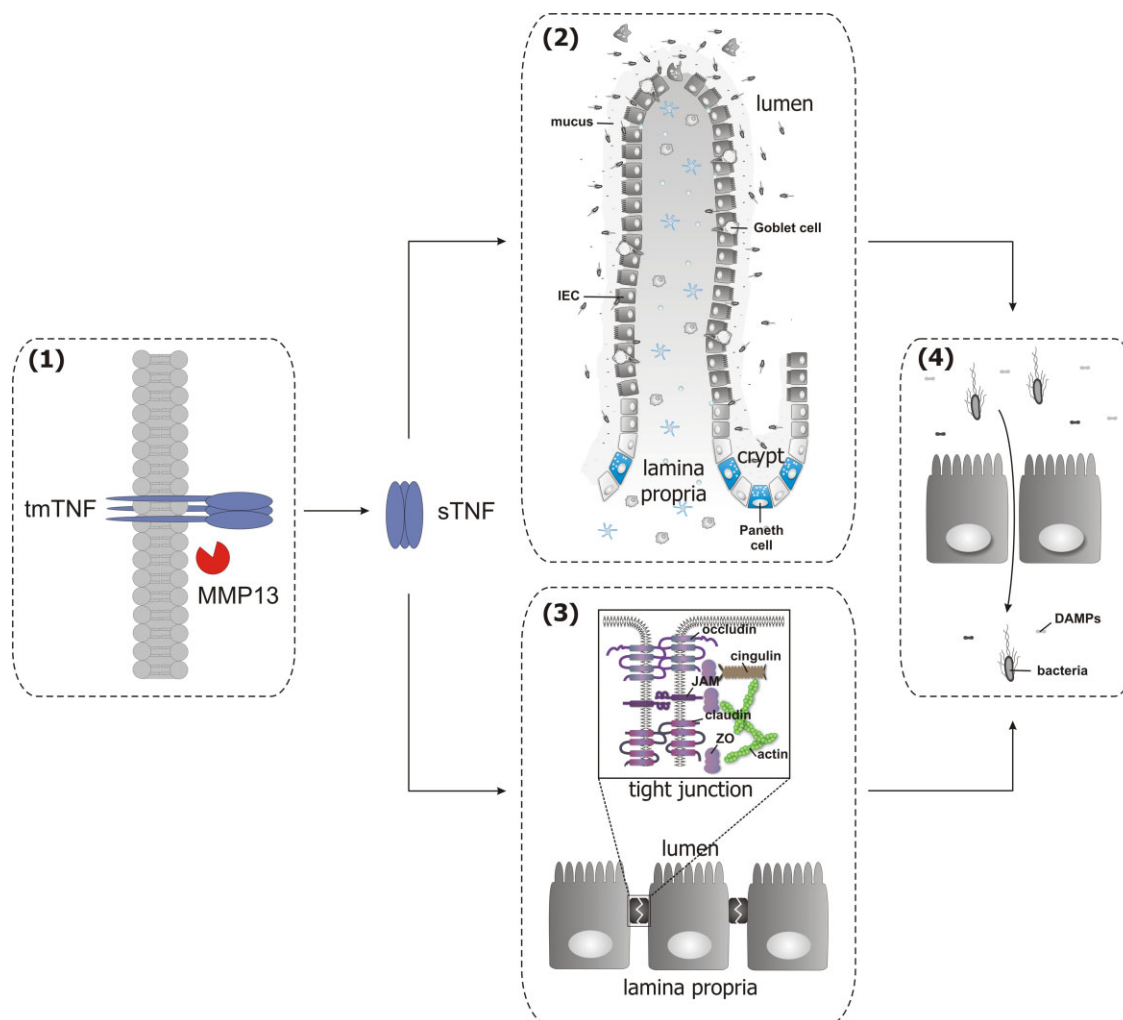 (1)
tmTNF
MMP13
sTNF
(2)
lumen
mucus
Goblet cell
IEC
lamina
propria
crypt
Paneth
cell
(3)
occludin
cingulin
JAM
claudin
ZO
actin
tight junction
lumen
lamina propria
(4)
DAMPs
bacteria